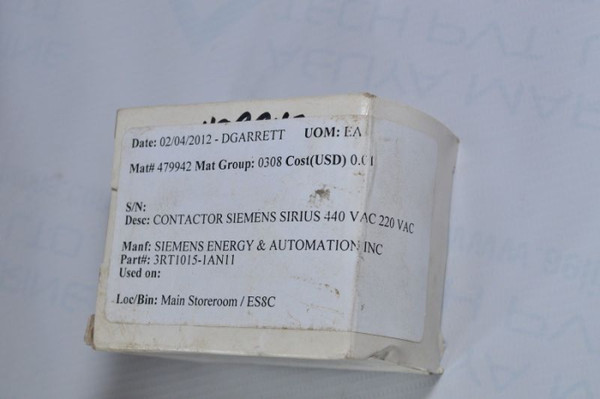 Date: 02/04/2012 - DGARRETT UOM: EA
Mat# 479942 Mat Group: 0308 Cost(USD) 0.01
S/N:
Desc: CONTACTOR SIEMENS SIRIUS 440 VAC 220 VAC
Manf: SIEMENS ENERGY & AUTOMATION INC
Part#: 3RT1015-1AN11
Used on:
Loc/Bin: Main Storeroom / ES8C